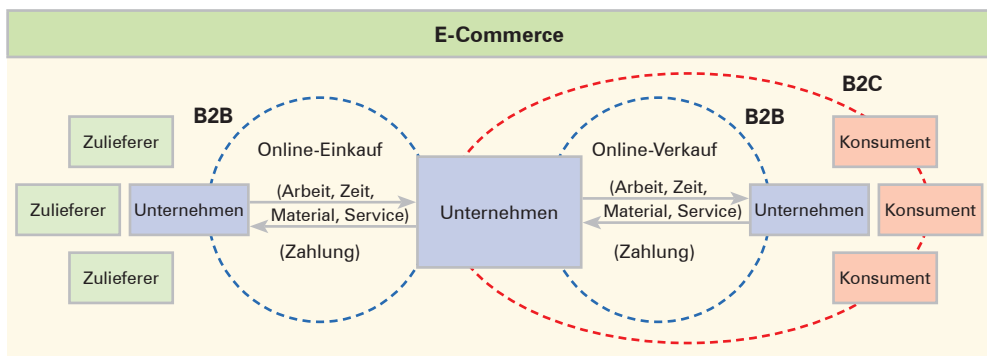 E-Commerce
B2C
B2B
B2B
Zulieferer
Online-Einkauf
Online-Verkauf
Konsument
(Arbeit, Zeit,
Material, Service)
(Arbeit, Zeit,
Material, Service)
Zulieferer
Unternehmen
Unternehmen
Unternehmen
Konsument
(Zahlung)
(Zahlung)
Zulieferer
Konsument